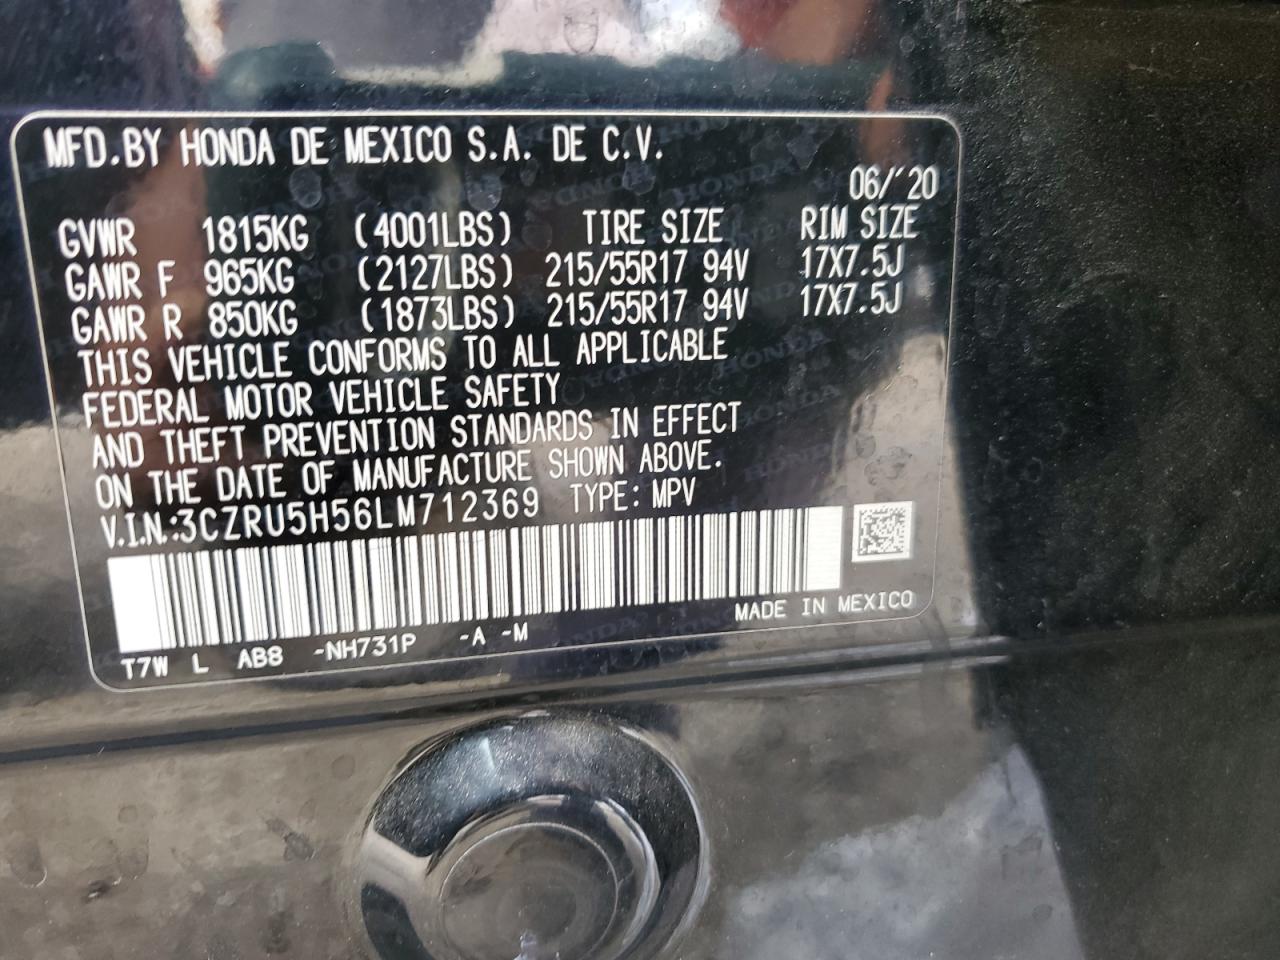 MFD.BY HONDA DE MEXICO S.A. DE C.V.
06/'20
GVWR 1815KG (4001LBS) TIRE SIZE RIM SIZE
GAWR F 965KG (2127LBS) 215/55R17 94V 17X7.5J
GAWR R 850KG (1873LBS) 215/55R17 94V 17X7.5J
THIS VEHICLE CONFORMS TO ALL APPLICABLE
FEDERAL MOTOR VEHICLE SAFETY
AND THEFT PREVENTION STANDARDS IN EFFECT
ON THE DATE OF MANUFACTURE SHOWN ABOVE.
V.I.N.:3CZRU5H56LM712369 TYPE: MPV
MADE IN MEXICO
T7W L AB8 -NH731P -A -M